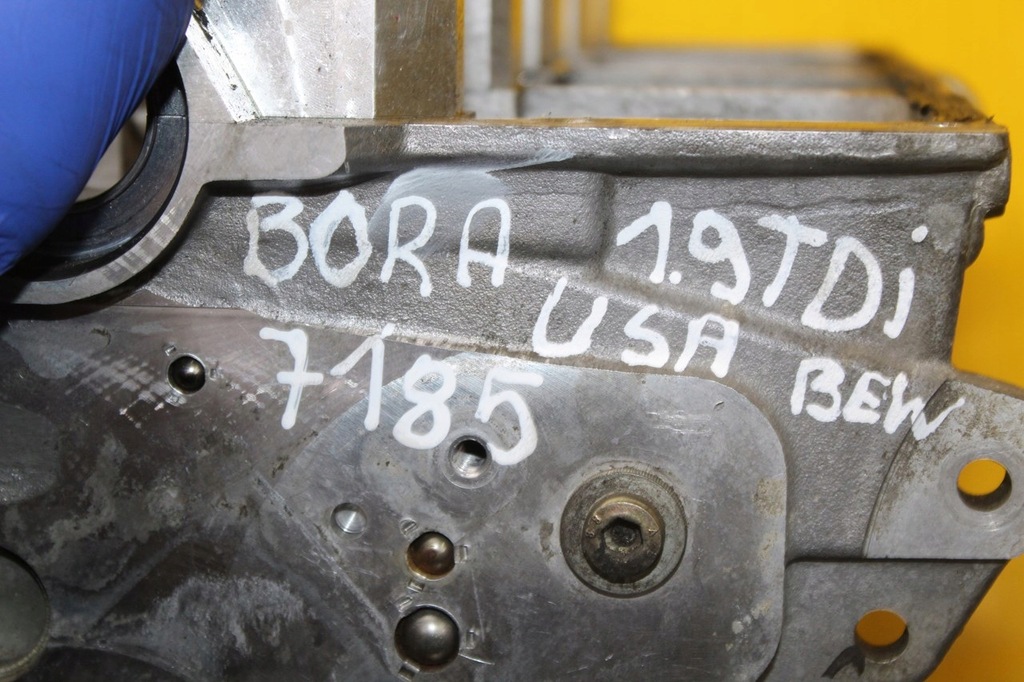 BORA 1.9TDi
USA BEW
7185